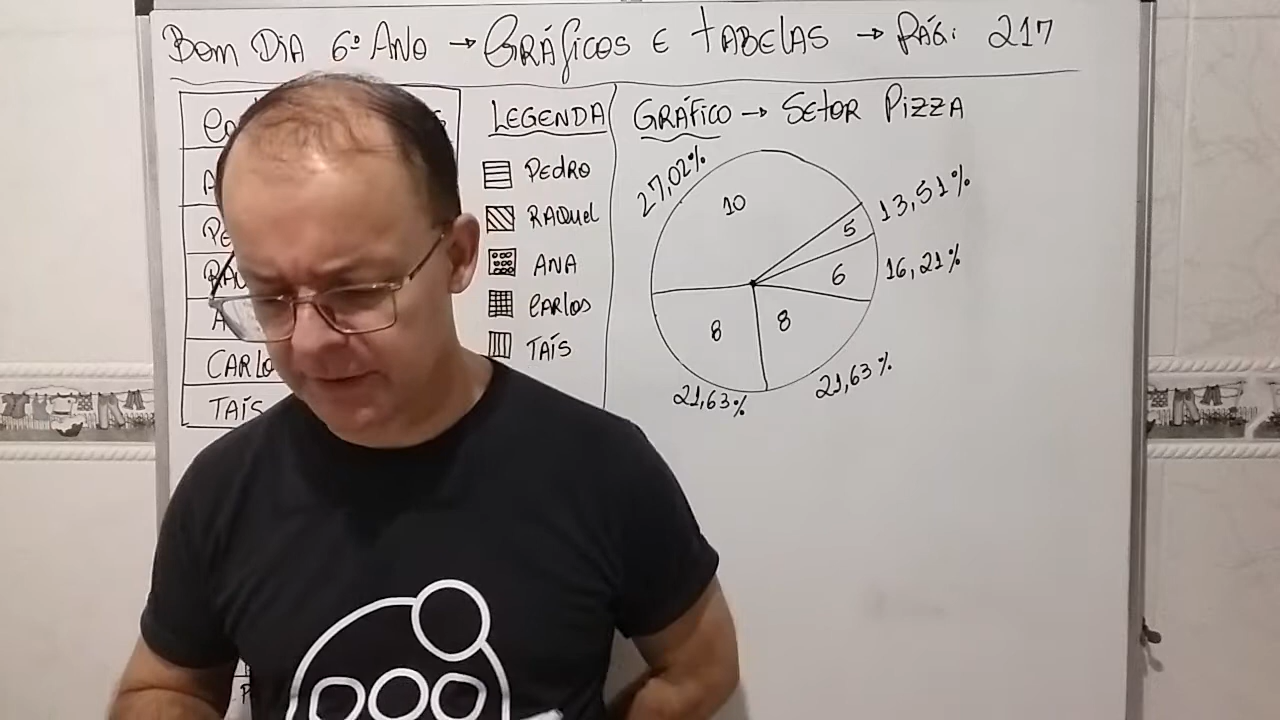 BOM DIA 6º ANO → GRÁFICOS E TABELAS → PÁG: 217
CARLO
TAÍS
LEGENDA
PEDRO
RAQUEL
ANA
CARLOS
TAÍS
GRÁFICO → SETOR PIZZA
27,02%
10
5
13,51%
6
16,21%
8
8
21,63%
21,63%